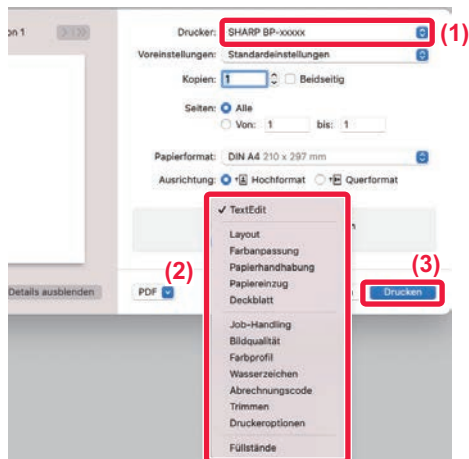 on 1
Drucker: SHARP BP-xxxxx (1)
Voreinstellungen: Standardeinstellungen
Kopien: 1 Beidseitig
Seiten: Alle
Von: 1 bis: 1
Papierformat: DIN A4 210 x 297 mm
Ausrichtung: Hochformat Querformat
✓ TextEdit
Layout
Farbanpassung
Papierhandhabung
(2) (3)
Papiereinzug
Details ausblenden PDF Deckblatt Drucken
Job-Handling
Bildqualität
Farbprofil
Wasserzeichen
Abrechnungscode
Trimmen
Druckeroptionen
Füllstände